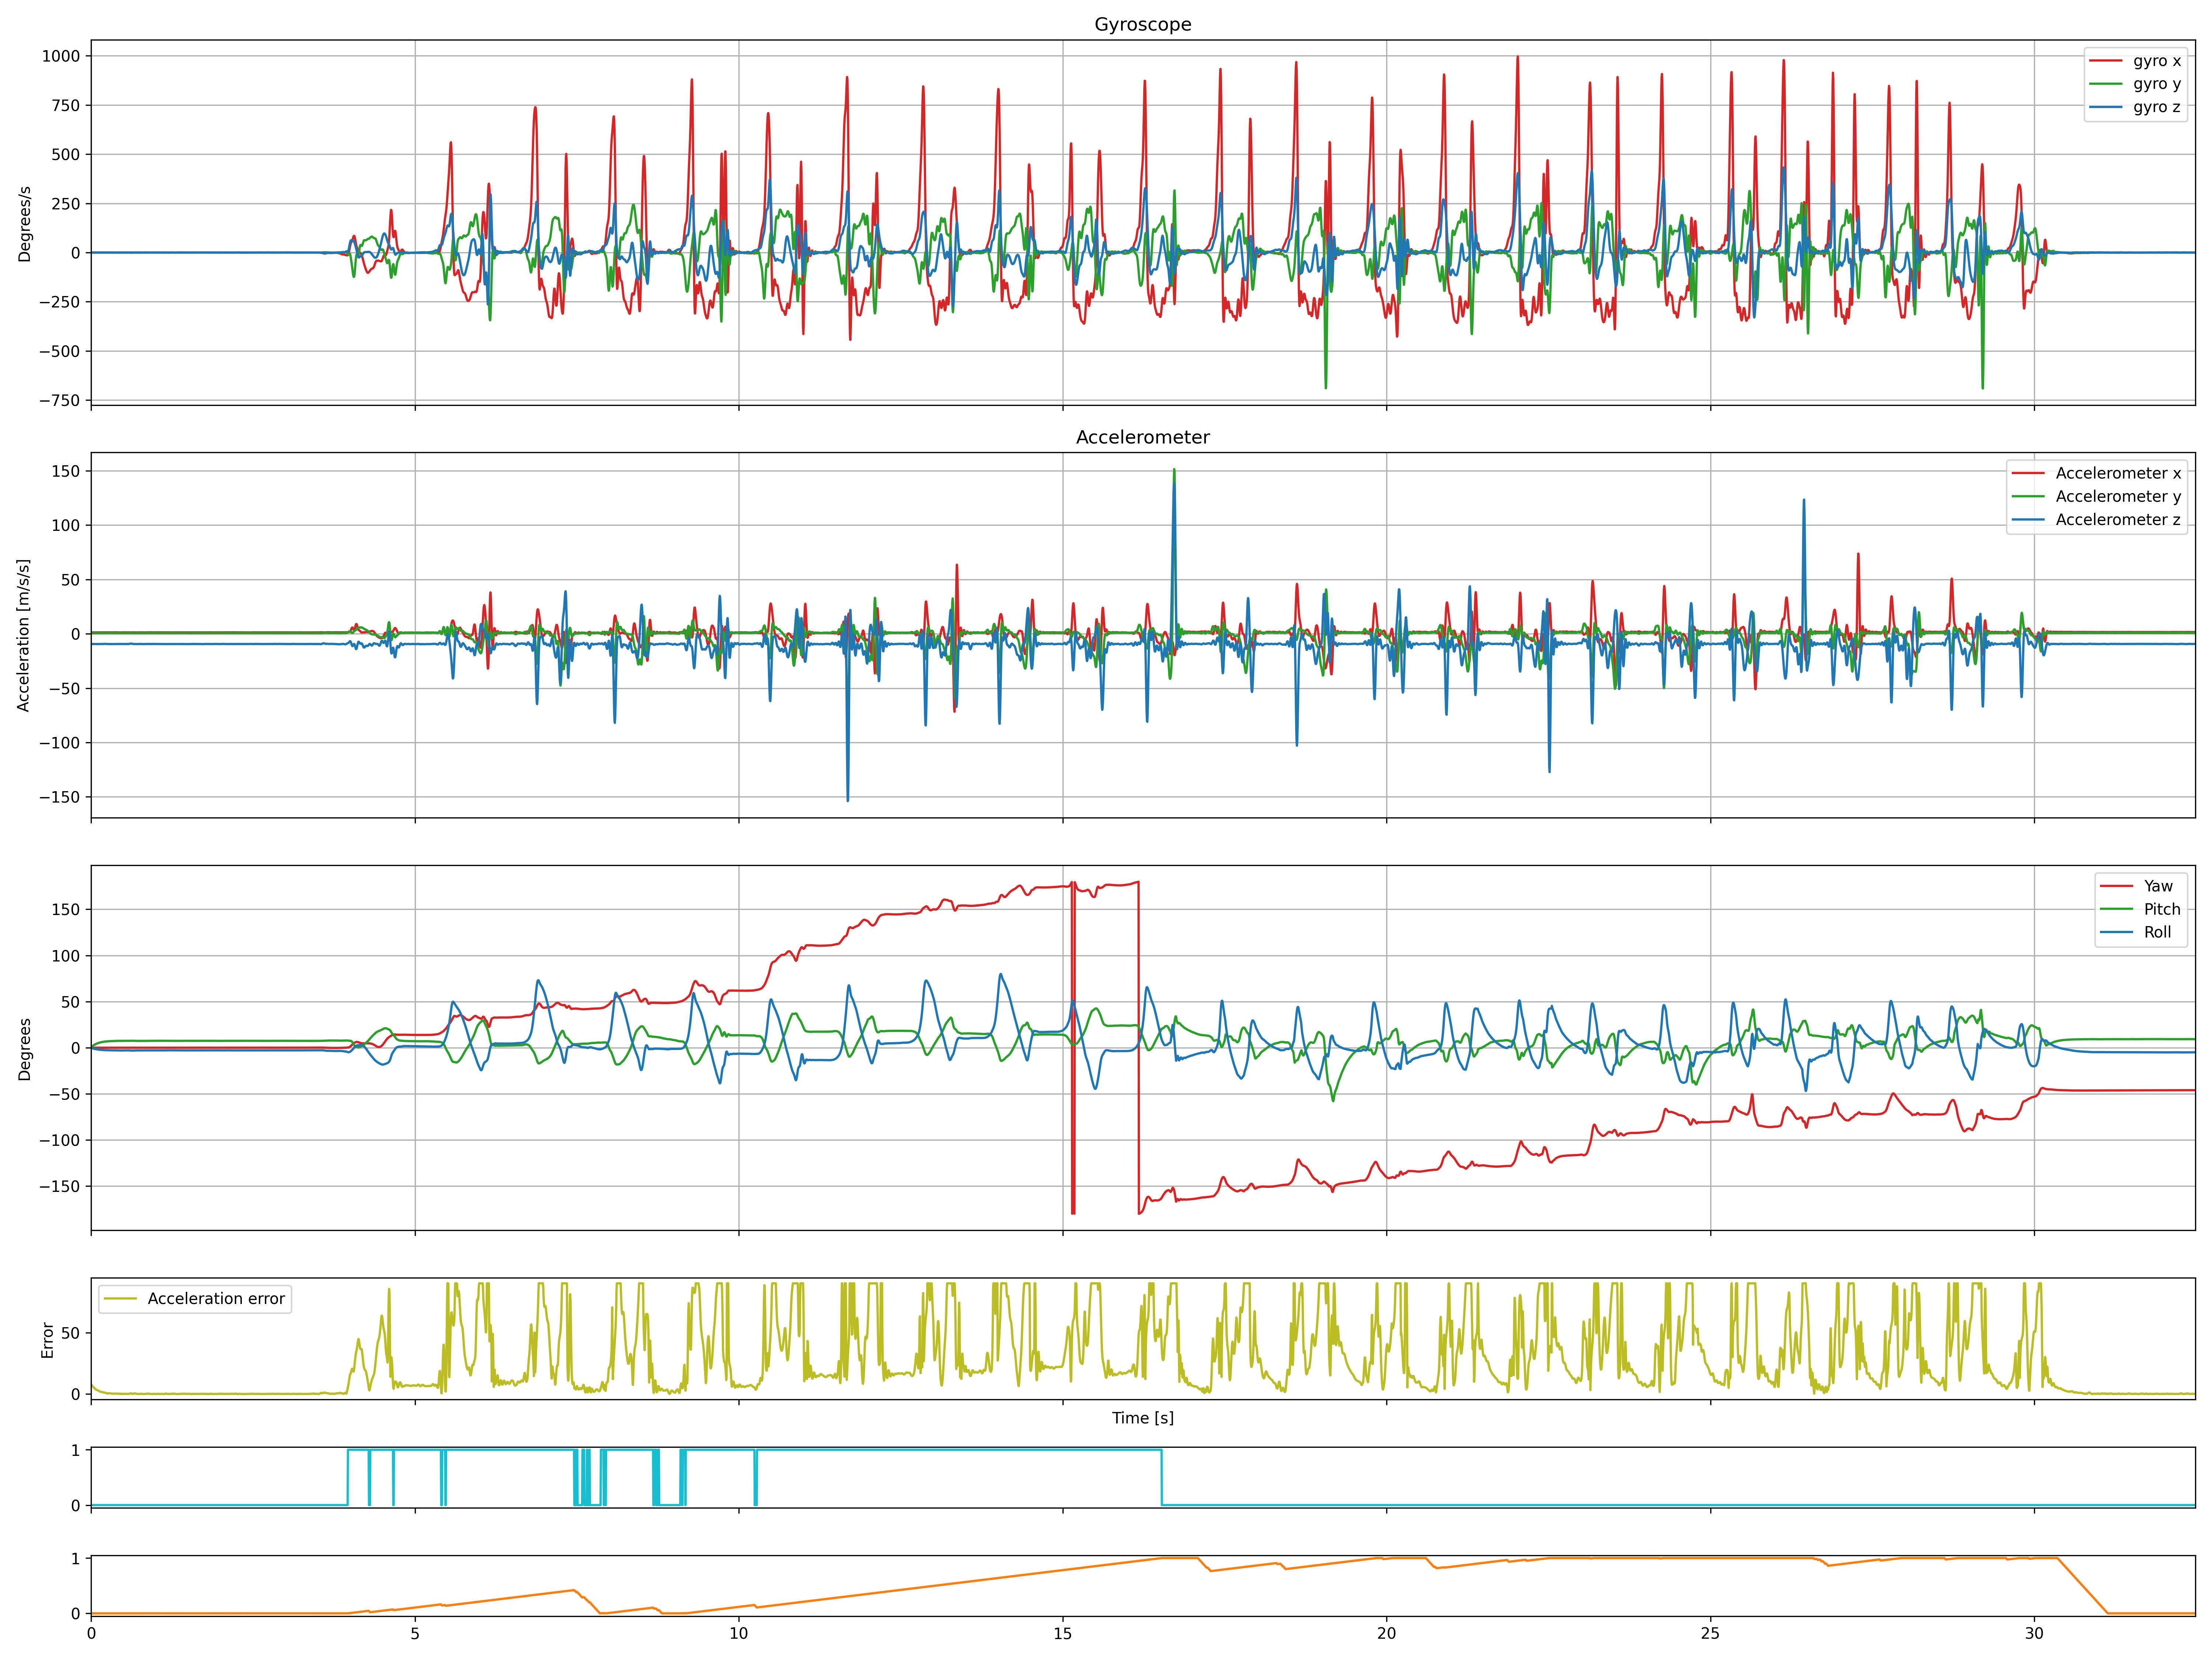 Gyroscope
1000
750
500
250
0
−250
−500
−750
Degrees/s
gyro x
gyro y
gyro z
Accelerometer
150
100
50
0
−50
−100
−150
Acceleration [m/s/s]
Accelerometer x
Accelerometer y
Accelerometer z
150
100
50
0
−50
−100
−150
Degrees
Yaw
Pitch
Roll
50
0
Error
Acceleration error
Time [s]
1
0
1
0
0 5 10 15 20 25 30